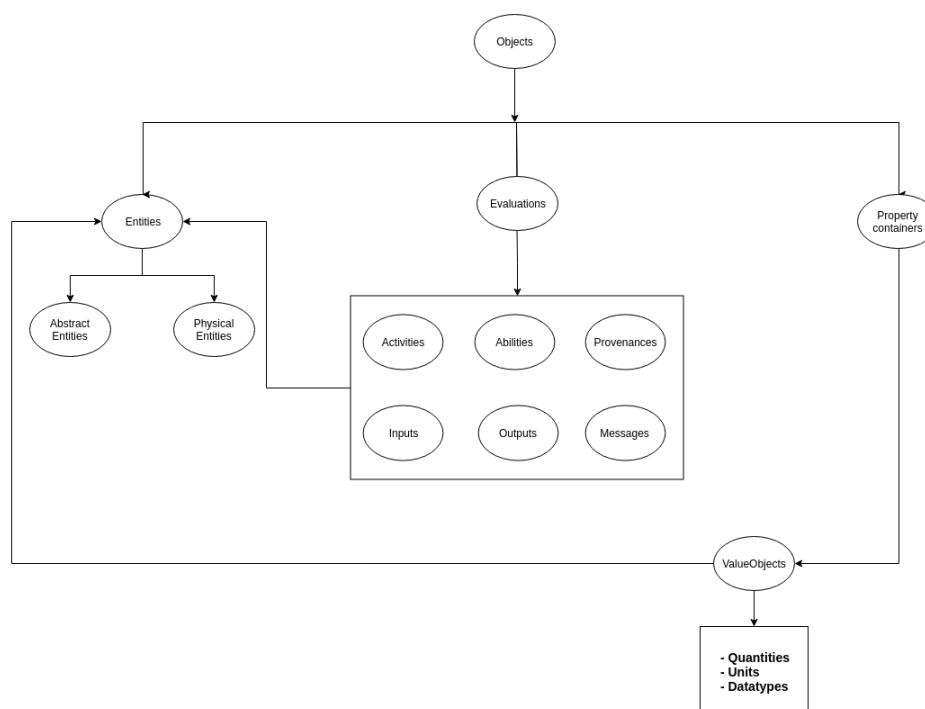 Objects
Entities
Evaluations
Property
containers
Abstract
Entities
Physical
Entities
Activities
Abilities
Provenances
Inputs
Outputs
Messages
ValueObjects
- Quantities
- Units
- Datatypes